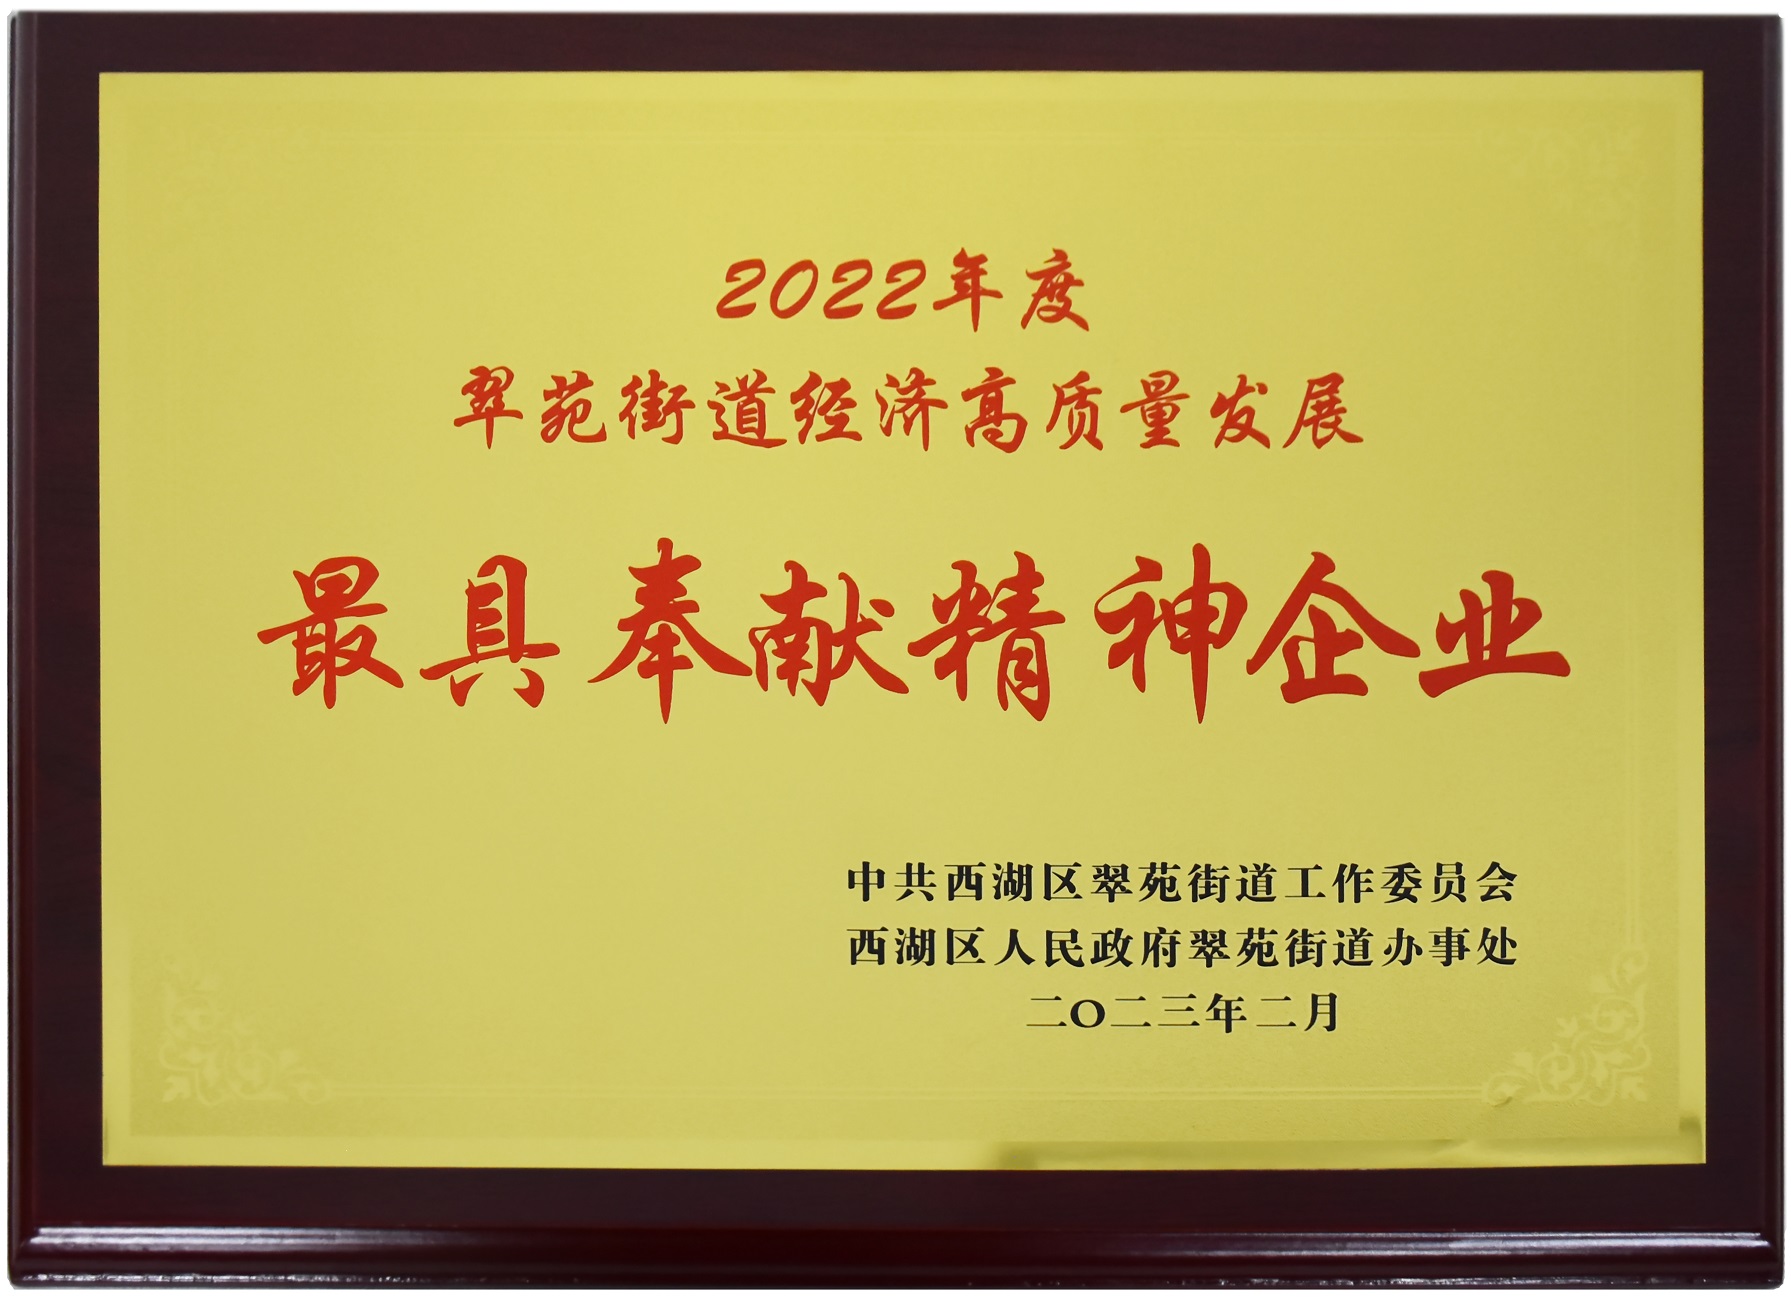 2022年度
翠苑街道经济高质量发展
最具奉献精神企业
中共西湖区翠苑街道工作委员会
西湖区人民政府翠苑街道办事处
二〇二三年二月